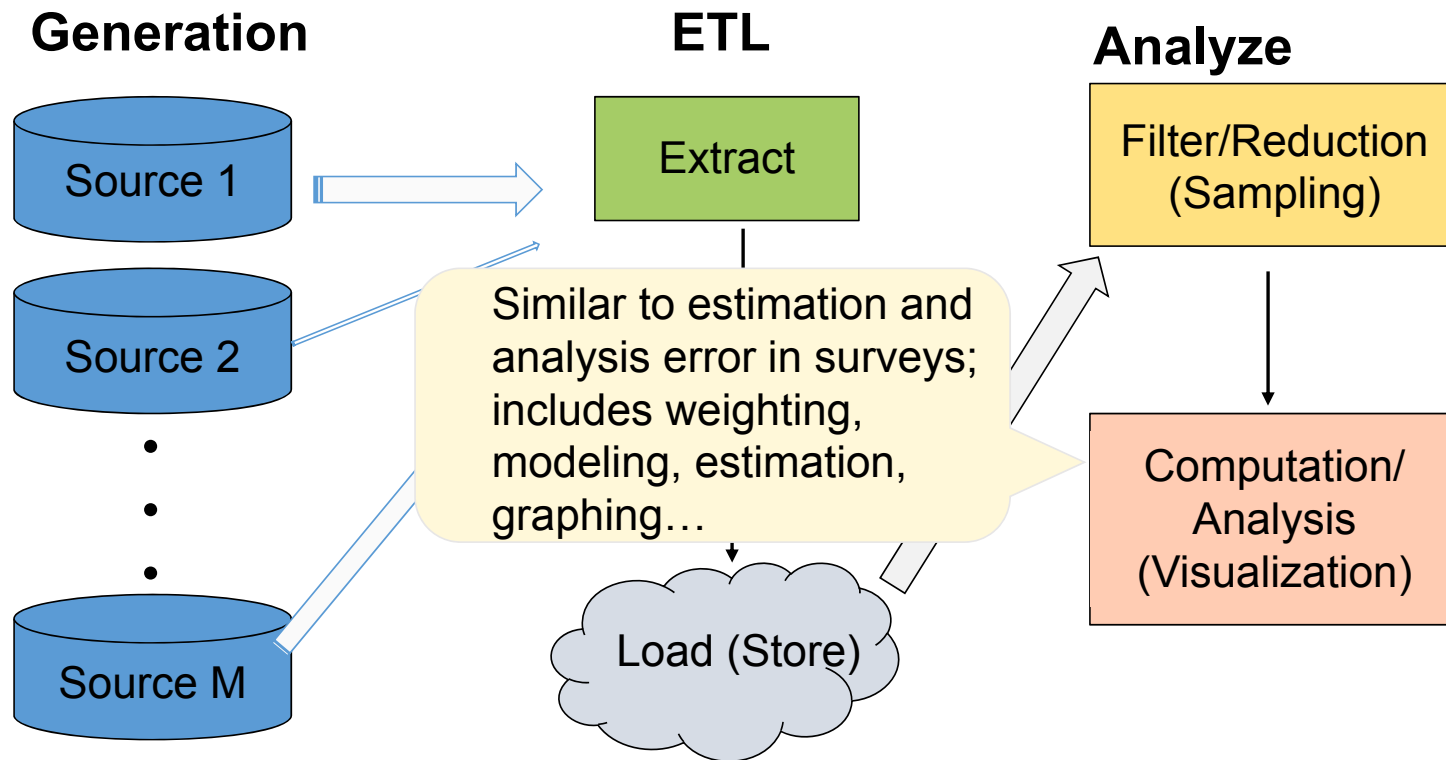 Generation
ETL
Analyze
Source 1
Source 2
Source M
Extract
Similar to estimation and
analysis error in surveys;
includes weighting,
modeling, estimation,
graphing…
Load (Store)
Filter/Reduction
(Sampling)
Computation/
Analysis
(Visualization)